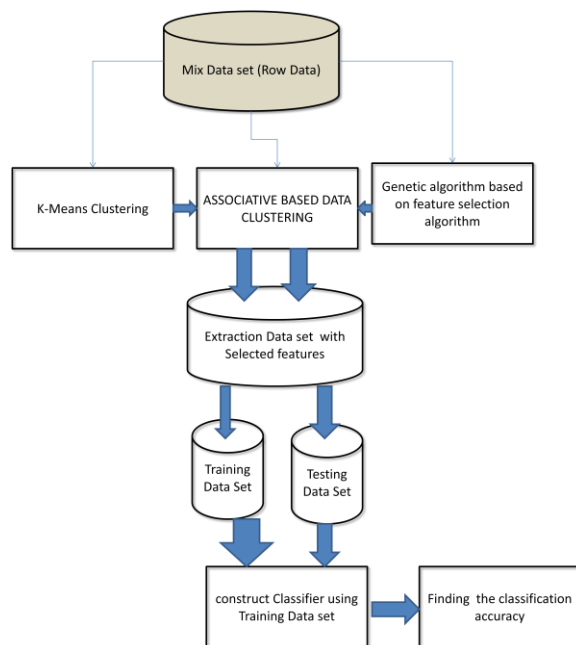 Mix Data set (Row Data)
K-Means Clustering
ASSOCIATIVE BASED DATA
CLUSTERING
Genetic algorithm based
on feature selection
algorithm
Extraction Data set with
Selected features
Training
Data Set
Testing
Data Set
construct Classifier using
Training Data set
Finding the classification
accuracy